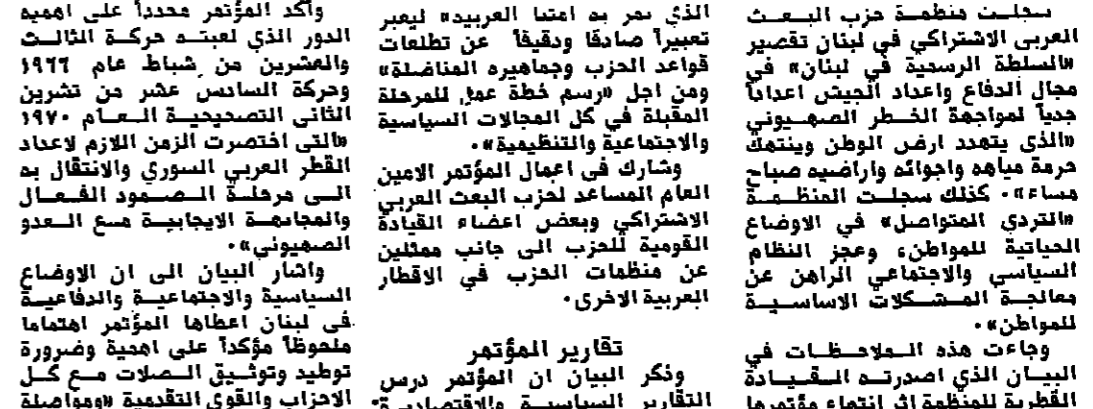 سجلت منظمة حزب البعث
العربي الاشتراكي في لبنان تقصير
«السلطة الرسمية في لبنان» في
مجال الدفاع واعداد الجيش اعدادا
جديا لمواجهة الخطر الصهيوني
«الذي يتهدد ارض الوطن وينتهك
حرمة مياهه واجوائه واراضيه صباح
مساء». كذلك سجلت المنظمة
«التردي المتواصل» في الاوضاع
الحياتية للمواطن، وعجز النظام
السياسي والاجتماعي الراهن عن
معالجة المشكلات الاساسية
للمواطن».
وجاءت هذه الملاحظات في
البيان الذي اصدرته القيادة
القطرية للمنظمة اثر انتهاء مؤتمرها
الذي تمر به امتنا العربية» ليعبر
تعبيراً صادقا ودقيقاً عن تطلعات
قواعد الحزب وجماهيره المناضلة»
ومن اجل «رسم خطة عمل للمرحلة
المقبلة في كل المجالات السياسية
والاجتماعية والتنظيمية».
وشارك في اعمال المؤتمر الامين
العام المساعد لحزب البعث العربي
الاشتراكي وبعض اعضاء القيادة
القومية للحزب الى جانب ممثلين
عن منظمات الحزب في الاقطار
العربية الاخرى.
تقارير المؤتمر
وذكر البيان ان المؤتمر درس
التقارير السياسية والاقتصادية
واكد المؤتمر مجدداً على اهمية
الدور الذي لعبته حركة الثالث
والعشرين من شباط عام ١٩٦٦
وحركة السادس عشر من تشرين
الثاني التصحيحية العام ١٩٧٠
«التي اختصرت الزمن اللازم لاعداد
القطر العربي السوري والانتقال به
الى مرحلة الصمود الفعال
والمجابهة الايجابية مع العدو
الصهيوني».
واشار البيان الى ان الاوضاع
السياسية والاجتماعية والدفاعية
في لبنان اعطاها المؤتمر اهتماما
ملحوظاً مؤكداً على اهمية وضرورة
توطيد وتوثيق الصلات مع كل
الاحزاب والقوى التقدمية «ومواصلة